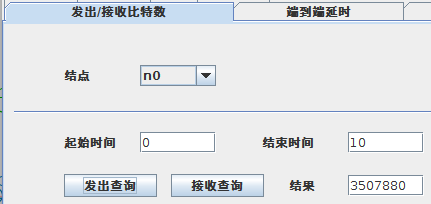 发出/接收比特数 端到端延时
结点 n0
起始时间 0 结束时间 10
发出查询 接收查询 结果 3507880